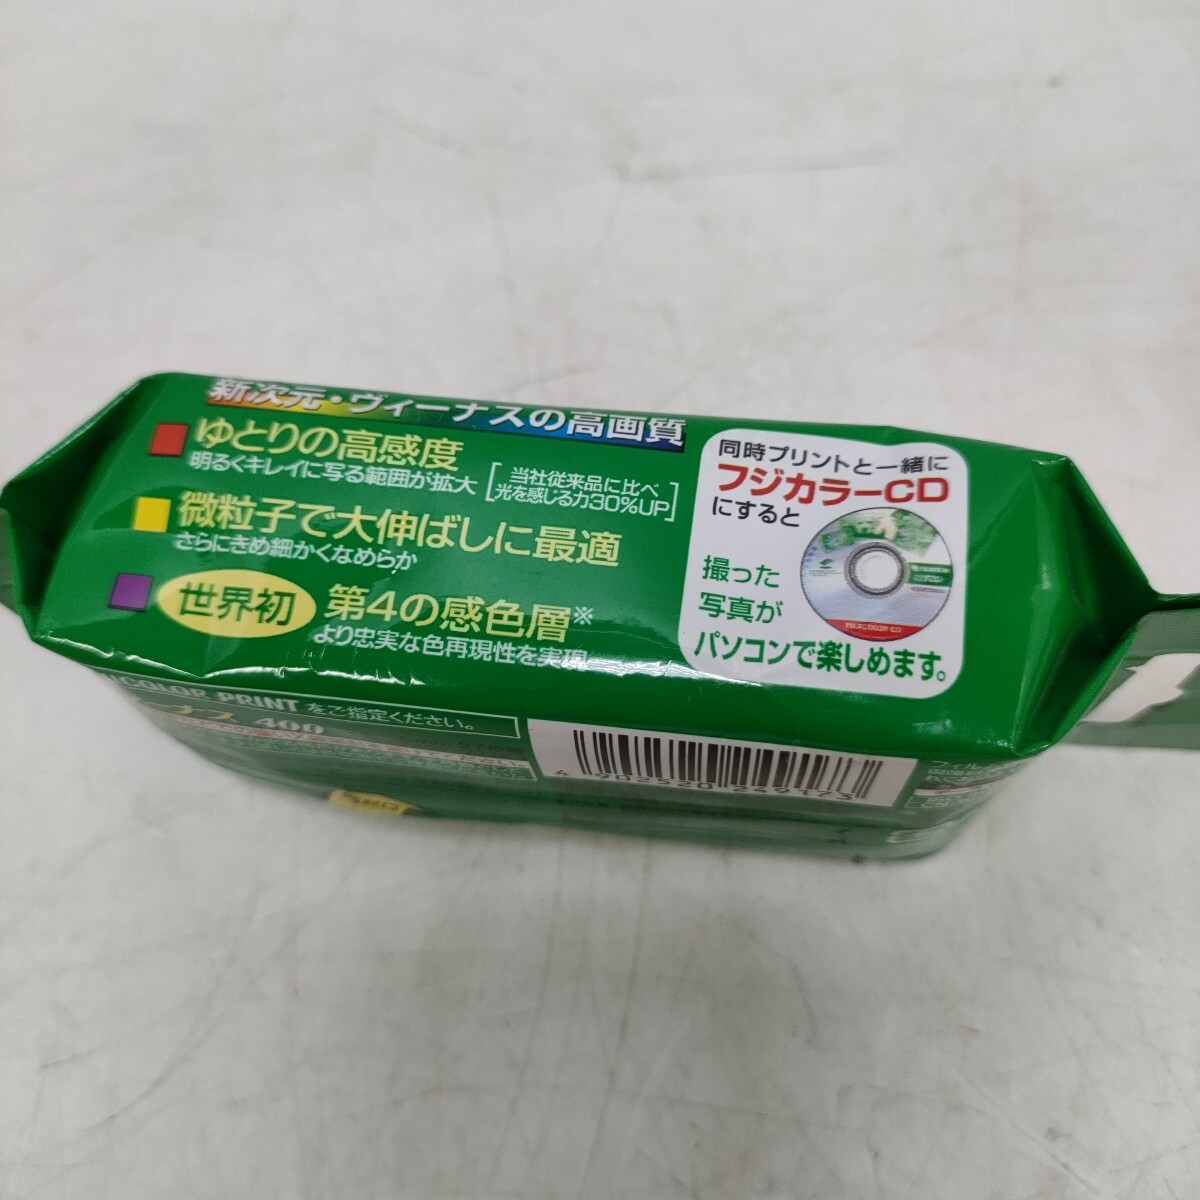 新次元・ヴィーナスの高画質
ゆとりの高感度
明るくキレイに写る範囲が拡大
当社従来品に比べ
光を感じる力30%UP
微粒子で大伸ばしに最適
さらにきめ細かくなめらか
世界初
第4の感色層※
より忠実な色再現性を実現
同時プリントと一緒に
フジカラーCD
にすると
撮った
写真が
パソコンで楽しめます。
ICOLOR PRINT をご指定ください。
ナス 400
4 902520 249173